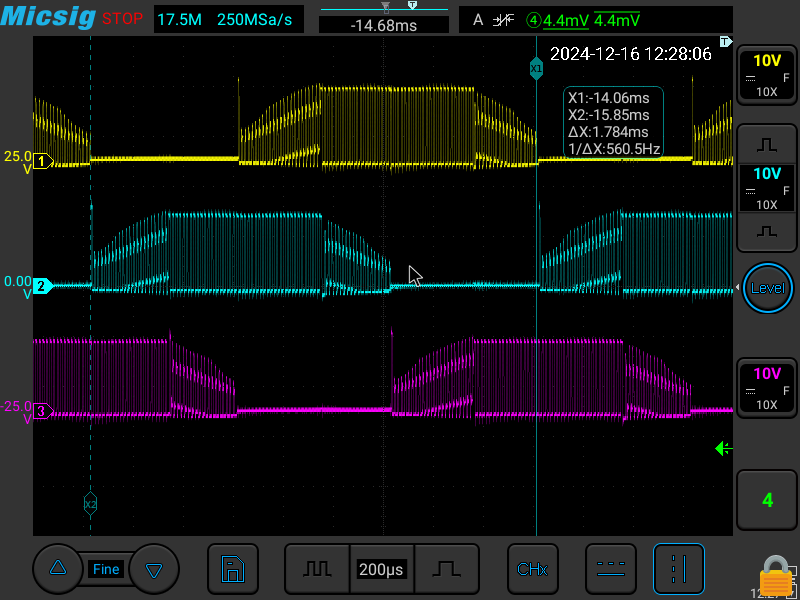 Micsig STOP 17.5M 250MSa/s -14.68ms T A 4 4.4mV 4.4mV
T
2024-12-16 12:28:06
X1
X1:-14.06ms
X2:-15.85ms
ΔX:1.784ms
1/ΔX:560.5Hz
25.0
V
1
0.00
V
2
-25.0
V
3
X2
10V
F
10X
10V
F
10X
Level
10V
F
10X
4
Fine
200µs
CHx